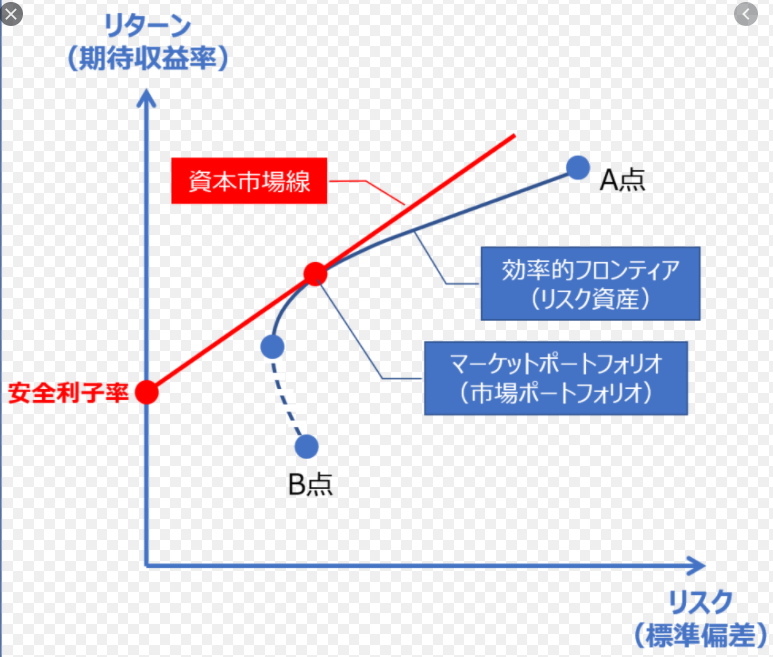 リターン
（期待収益率）
資本市場線
A点
効率的フロンティア
（リスク資産）
マーケットポートフォリオ
（市場ポートフォリオ）
安全利子率
B点
リスク
（標準偏差）